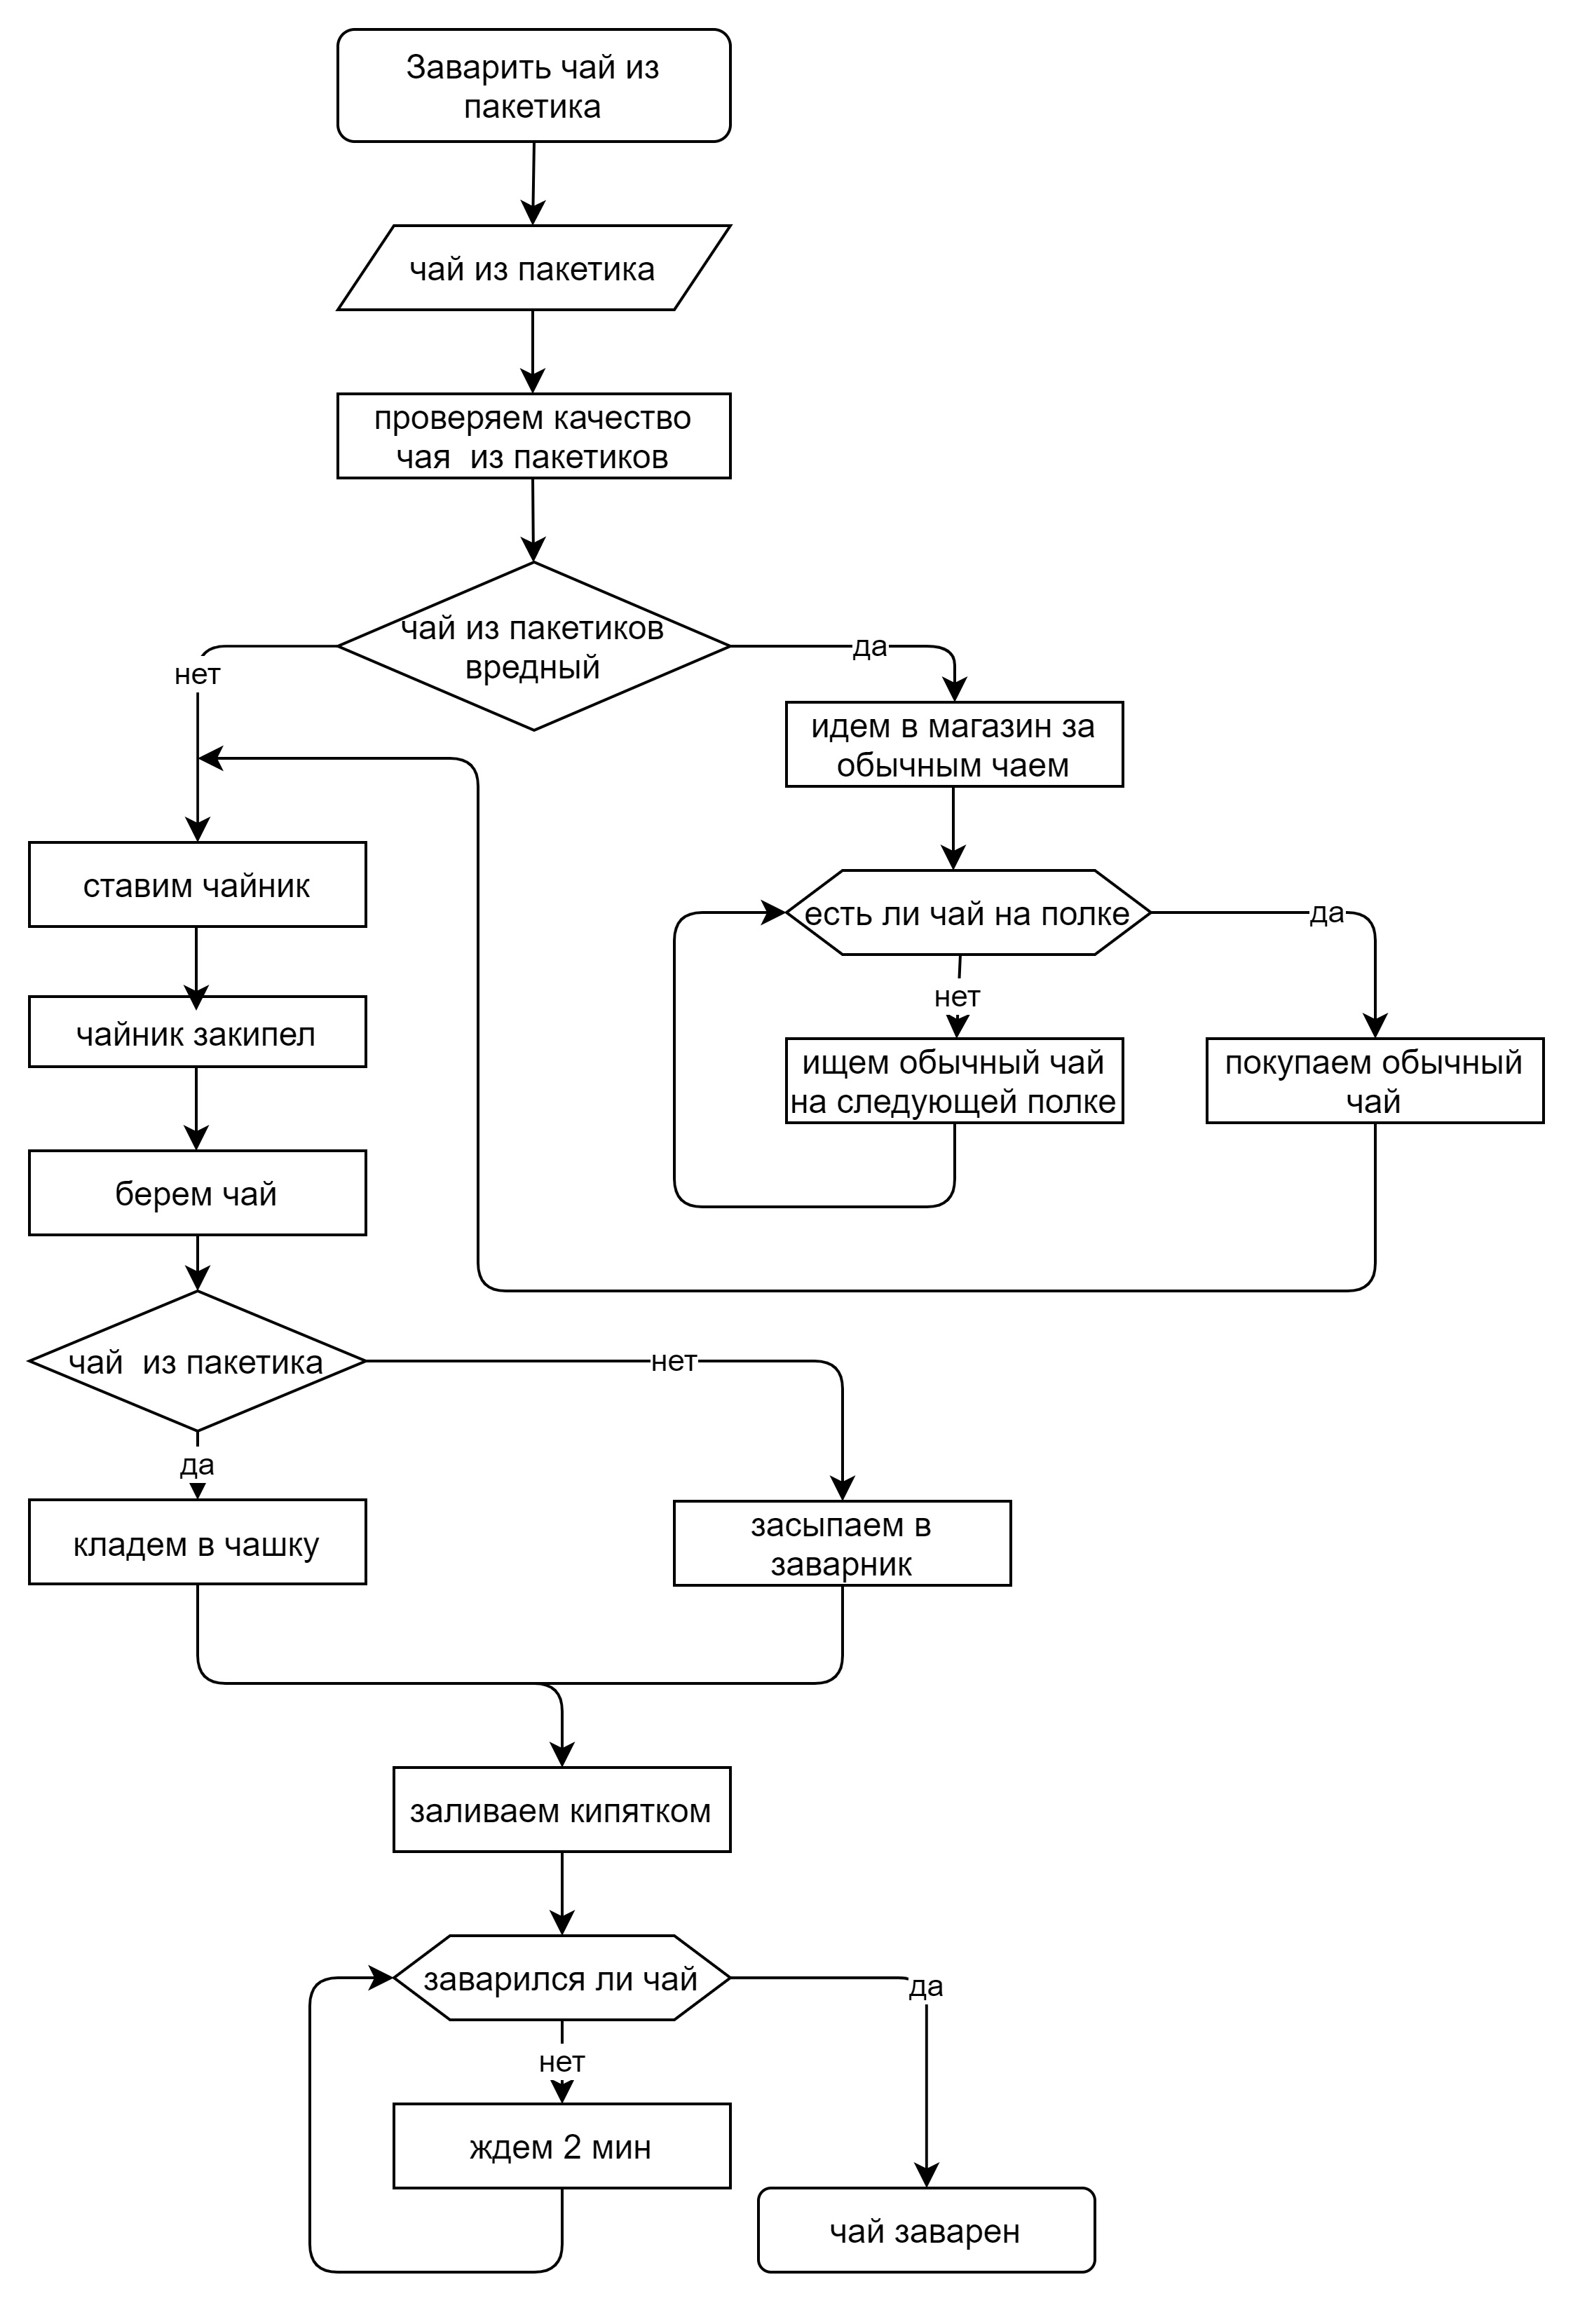 Заварить чай из
пакетика
чай из пакетика
проверяем качество
чая  из пакетиков
чай из пакетиков
вредный
нет
да
идем в магазин за
обычным чаем
ставим чайник
есть ли чай на полке
да
нет
чайник закипел
ищем обычный чай
на следующей полке
покупаем обычный
чай
берем чай
чай  из пакетика
нет
да
кладем в чашку
засыпаем в
заварник
заливаем кипятком
заварился ли чай
да
нет
ждем 2 мин
чай заварен